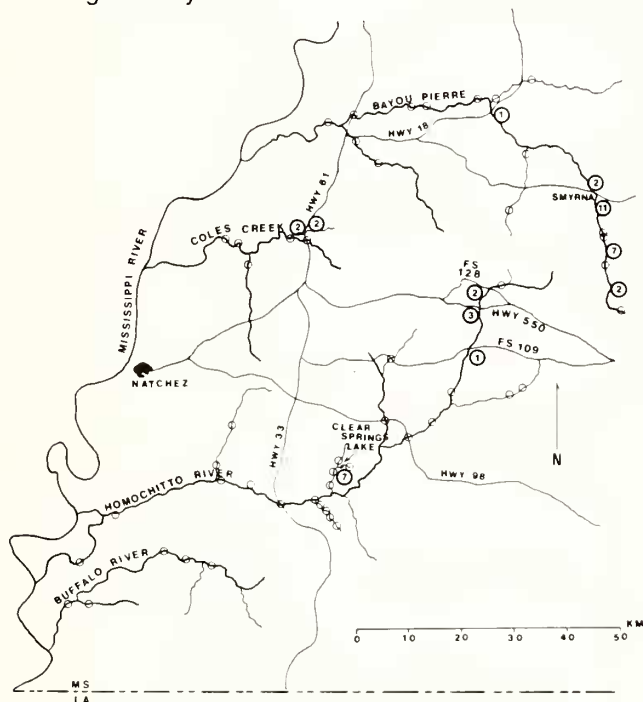 BAYOU PIERRE
1
HWY 18
HWY 61
2
SMYRNA
11
2
2
COLES CREEK
7
FS
128
2
2
MISSISSIPPI RIVER
3
HWY 550
FS 109
1
NATCHEZ
CLEAR
SPRINGS
LAKE
N
HWY 33
7
HWY 98
HOMOCHITTO RIVER
BUFFALO RIVER
KM
0 10 20 30 40 50
MS
LA